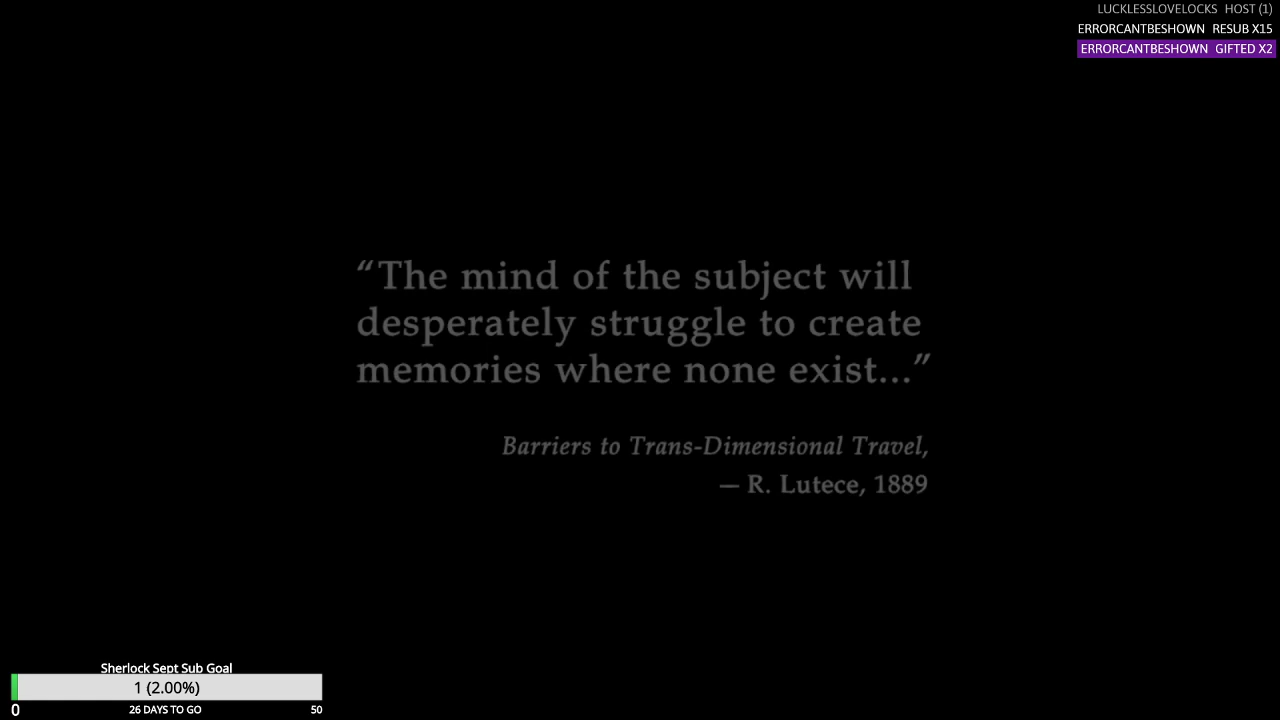 LUCKLESSLOVELOCKS HOST (1)
ERRORCANTBESHOWN RESUB X15
ERRORCANTBESHOWN GIFTED X2
“The mind of the subject will
desperately struggle to create
memories where none exist...”
Barriers to Trans-Dimensional Travel,
— R. Lutece, 1889
Sherlock Sept Sub Goal
1 (2.00%)
0 26 DAYS TO GO 50